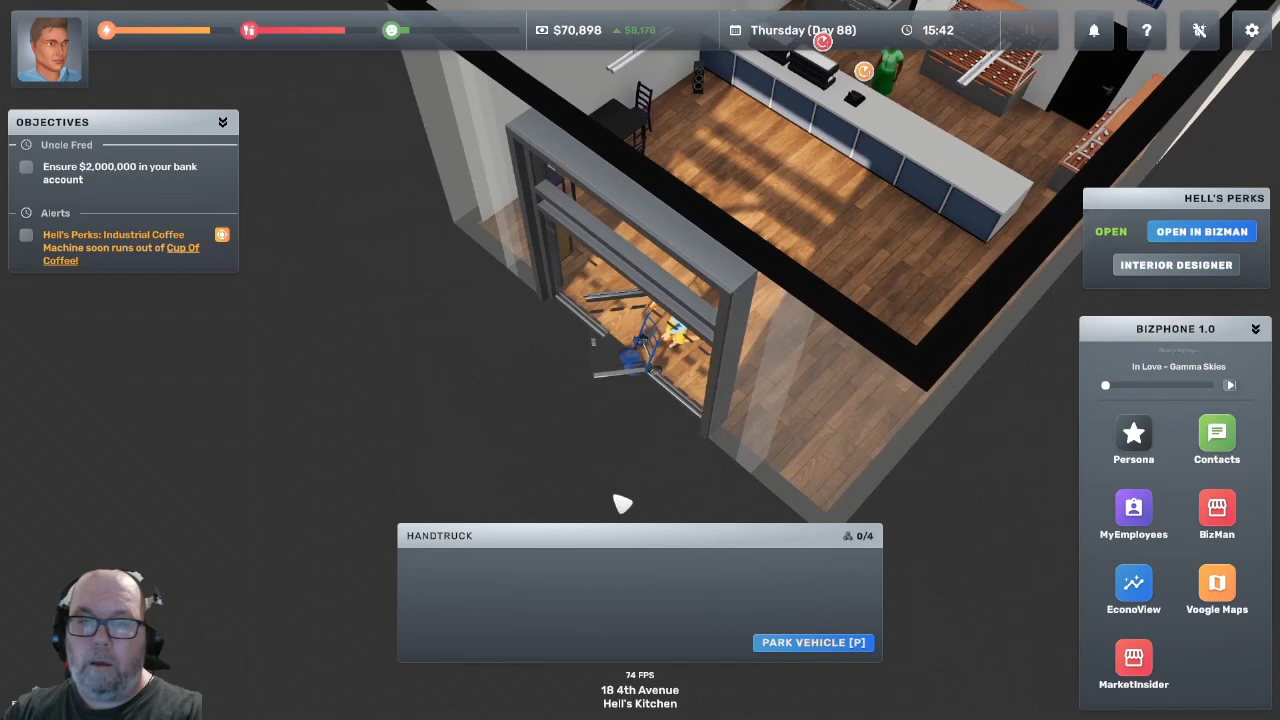 $70,898
$8,178
Thursday (Day 88)
15:42
?
OBJECTIVES
Uncle Fred
Ensure $2,000,000 in your bank
account
Alerts
Hell's Perks: Industrial Coffee
Machine soon runs out of Cup Of
Coffee!
HELL'S PERKS
OPEN
OPEN IN BIZMAN
INTERIOR DESIGNER
BIZPHONE 1.0
Now playing...
In Love - Gamma Skies
Persona
Contacts
MyEmployees
BizMan
EconoView
Voogle Maps
MarketInsider
HANDTRUCK
0/4
PARK VEHICLE [P]
74 FPS
18 4th Avenue
Hell's Kitchen